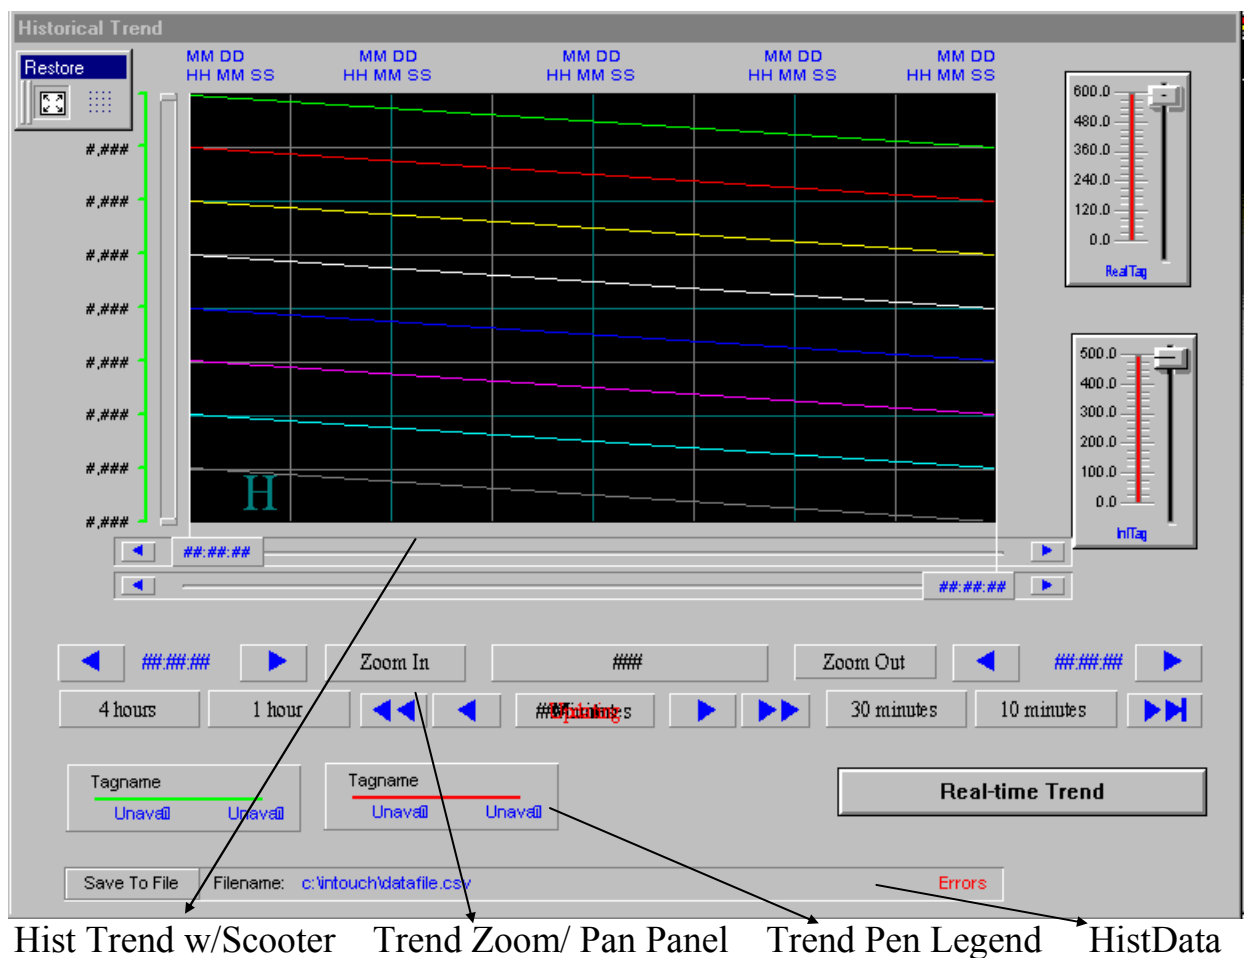 Historical Trend
Restore
MM DD MM DD MM DD MM DD MM DD
HH MM SS HH MM SS HH MM SS HH MM SS HH MM SS
#,###
#,###
#,###
#,###
#,###
#,###
#,###
#,###
H
600.0
480.0
360.0
240.0
120.0
0.0
RealTag
500.0
400.0
300.0
200.0
100.0
0.0
IntTag
##:##:##
##:##:##
##:##:## Zoom In ### Zoom Out ##:##:##
4 hours 1 hour ## Minutes Updating 30 minutes 10 minutes
Tagname Tagname
Unavail Unavail Unavail Unavail
Real-time Trend
Save To File Filename: c:\intouch\datafile.csv Errors
Hist Trend w/Scooter Trend Zoom/ Pan Panel Trend Pen Legend HistData